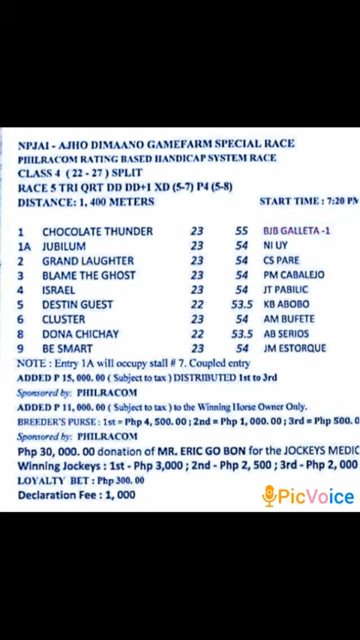 NPJAI - AJHO DIMAANO GAMEFARM SPECIAL RACE
PHILRACOM RATING BASED HANDICAP SYSTEM RACE
CLASS 4 ( 22 - 27 ) SPLIT
RACE 5 TRI QRT DD DD+1 XD (5-7) P4 (5-8)
DISTANCE: 1, 400 METERS START TIME : 7:20 PM
1 CHOCOLATE THUNDER 23 55 BJB GALLETA -1
1A JUBILUM 23 54 NI UY
2 GRAND LAUGHTER 23 54 CS PARE
3 BLAME THE GHOST 23 54 PM CABALEJO
4 ISRAEL 23 54 JT PABILIC
5 DESTIN GUEST 22 53.5 KB ABOBO
6 CLUSTER 23 54 AM BUFETE
8 DONA CHICHAY 22 53.5 AB SERIOS
9 BE SMART 23 54 JM ESTORQUE
NOTE : Entry 1A will occupy stall # 7. Coupled entry
ADDED P 15, 000. 00 ( Subject to tax ) DISTRIBUTED 1st to 3rd
Sponsored by: PHILRACOM
ADDED P 11, 000. 00 ( Subject to tax ) to the Winning Horse Owner Only.
BREEDER'S PURSE : 1st = Php 4, 500. 00 ; 2nd = Php 1, 000. 00 ; 3rd = Php 500. 0
Sponsored by: PHILRACOM
Php 30, 000. 00 donation of MR. ERIC GO BON for the JOCKEYS MEDIC
Winning Jockeys : 1st - Php 3,000 ; 2nd - Php 2, 500 ; 3rd - Php 2, 000
LOYALTY BET : Php 300. 00
Declaration Fee : 1, 000
PicVoice